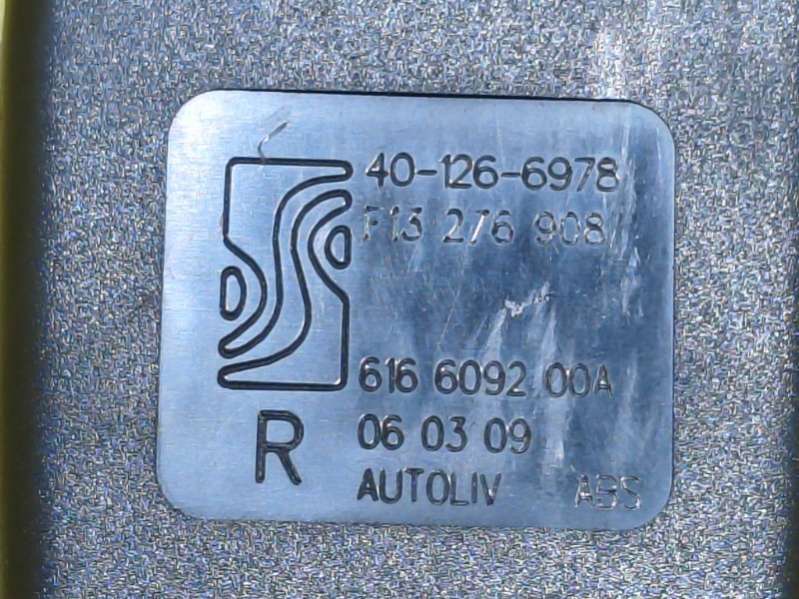 40-126-6978
F13 276 908/
616 6092 00A
R
06 03 09
AUTOLIV ABS